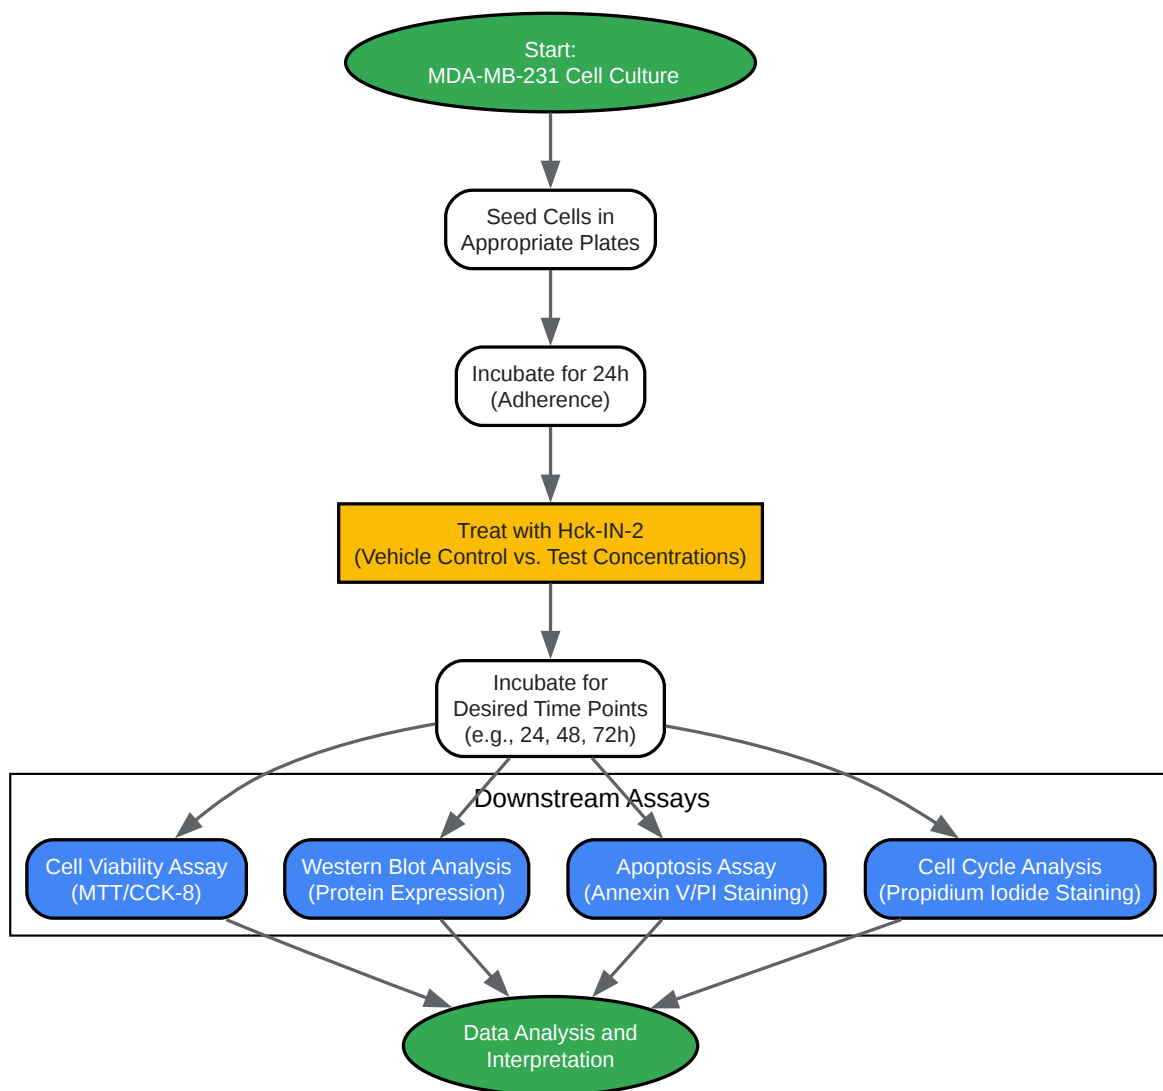 Start:
MDA-MB-231 Cell Culture
Seed Cells in
Appropriate Plates
Incubate for 24h
(Adherence)
Treat with Hck-IN-2
(Vehicle Control vs. Test Concentrations)
Incubate for
Desired Time Points
(e.g., 24, 48, 72h)
Downstream Assays
Cell Viability Assay
(MTT/CCK-8)
Western Blot Analysis
(Protein Expression)
Apoptosis Assay
(Annexin V/PI Staining)
Cell Cycle Analysis
(Propidium Iodide Staining)
Data Analysis and
Interpretation